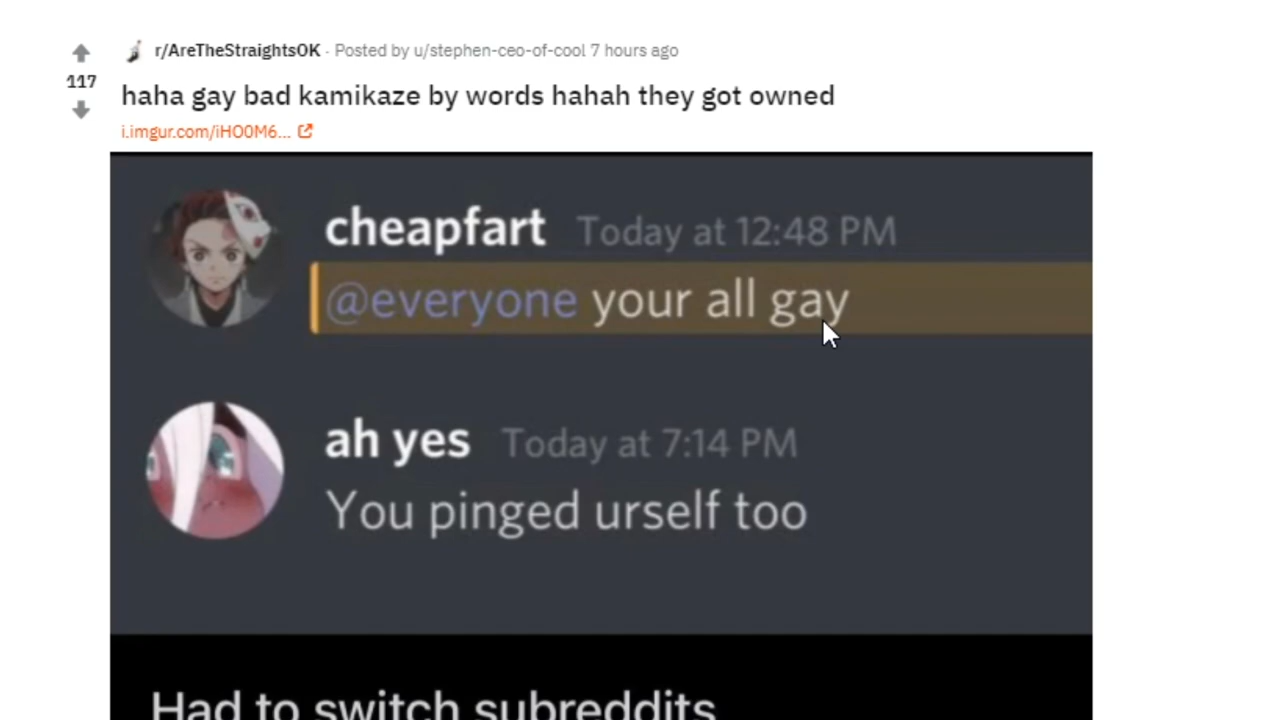 r/AreTheStraightsOK · Posted by u/stephen-ceo-of-cool 7 hours ago
117
haha gay bad kamikaze by words hahah they got owned
i.imgur.com/iHO0M6...
cheapfart Today at 12:48 PM
@everyone your all gay
ah yes Today at 7:14 PM
You pinged urself too
Had to switch subreddits